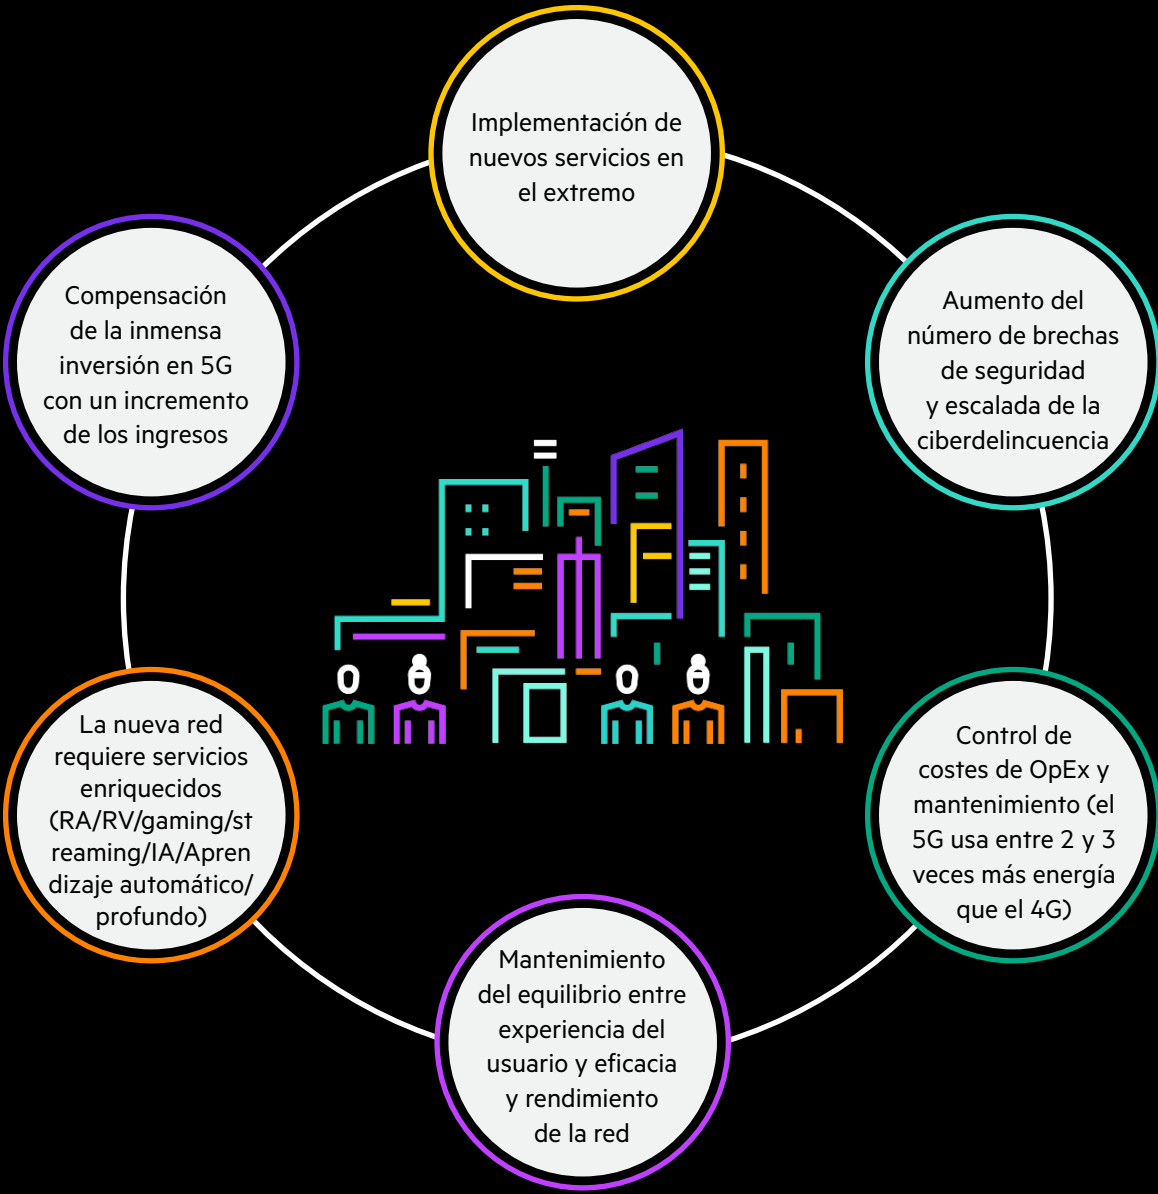 Implementación de
nuevos servicios en
el extremo
Compensación
de la inmensa
inversión en 5G
con un incremento
de los ingresos
Aumento del
número de brechas
de seguridad
y escalada de la
ciberdelincuencia
La nueva red
requiere servicios
enriquecidos
(RA/RV/gaming/st
reaming/IA/Apren
dizaje automático/
profundo)
Control de
costes de OpEx y
mantenimiento (el
5G usa entre 2 y 3
veces más energía
que el 4G)
Mantenimiento
del equilibrio entre
experiencia del
usuario y eficacia
y rendimiento
de la red